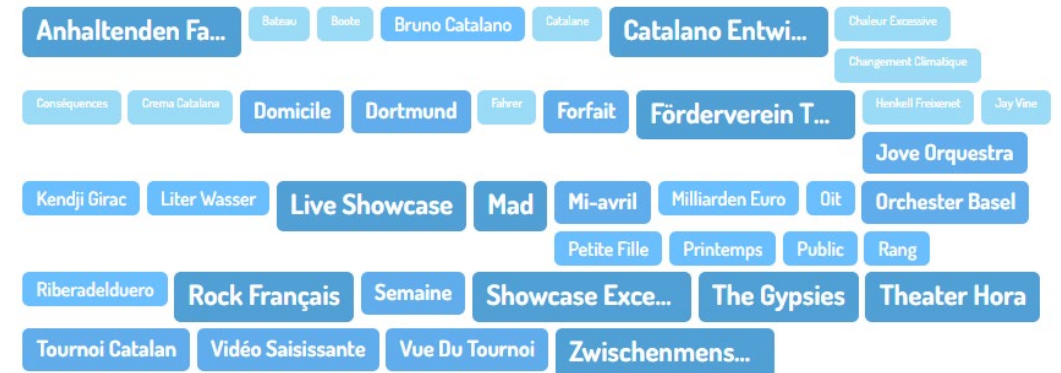 Anhaltenden Fa... Bateau Boote Bruno Catalano Catalane Catalano Entwi... Chaleur Excessive
Changement Climatique
Conséquences Crema Catalana Domicile Dortmund Fahrer Forfait Förderverein T... Henkell Freixenet Jay Vine
Jove Orquestra
Kendji Girac Liter Wasser Live Showcase Mad Mi-avril Milliarden Euro Oit Orchester Basel
Petite Fille Printemps Public Rang
Riberadelduero Rock Français Semaine Showcase Exce... The Gypsies Theater Hora
Tournoi Catalan Vidéo Saisissante Vue Du Tournoi Zwischenmens...